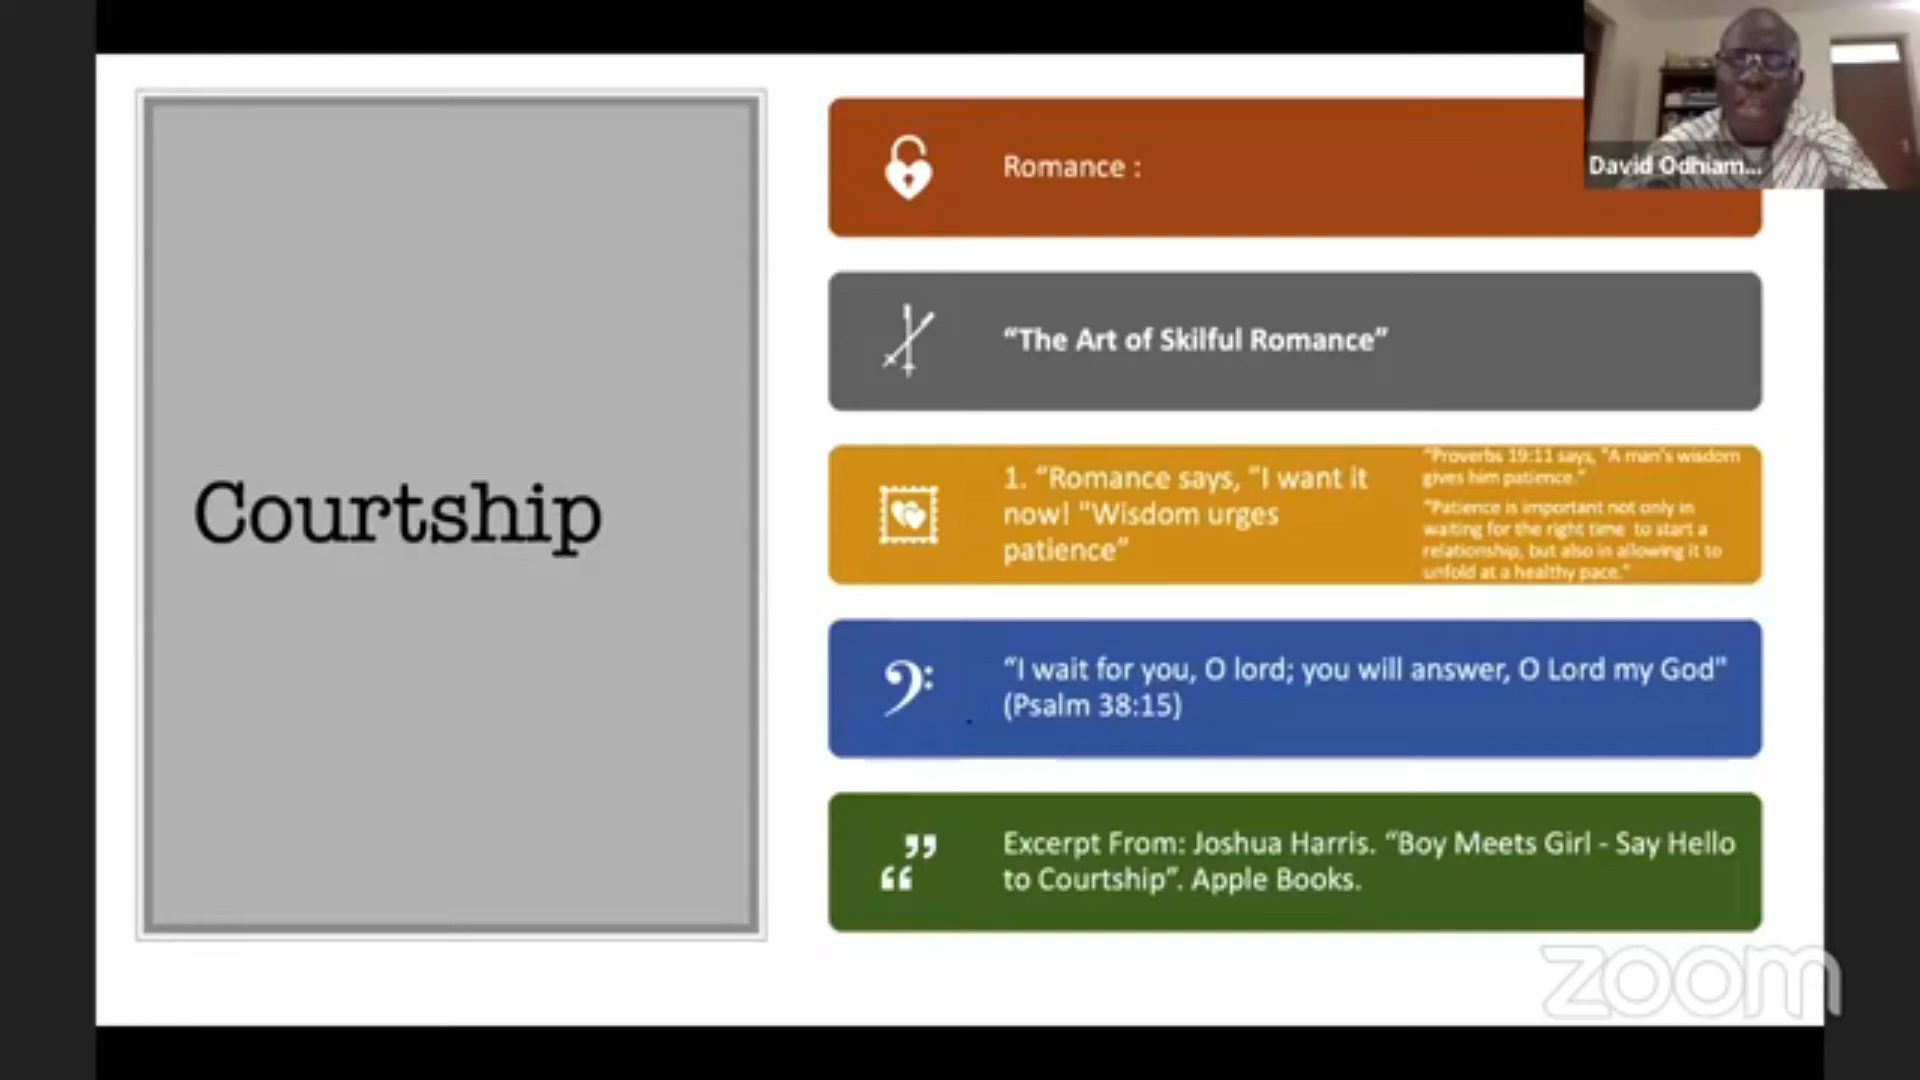 Courtship
Romance :
David Odhiam...
“The Art of Skilful Romance”
1. “Romance says, "I want it
now! "Wisdom urges
patience”
“Proverbs 19:11 says, "A man's wisdom
gives him patience."
“Patience is important not only in
waiting for the right time to start a
relationship, but also in allowing it to
unfold at a healthy pace.”
“I wait for you, O lord; you will answer, O Lord my God"
(Psalm 38:15)
Excerpt From: Joshua Harris. “Boy Meets Girl - Say Hello
to Courtship”. Apple Books.
zoom